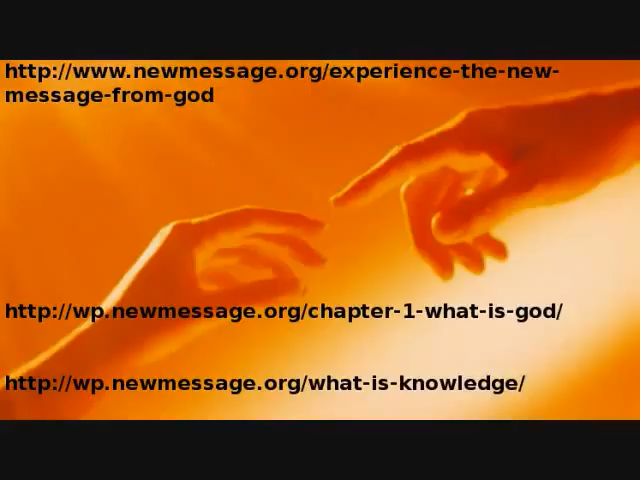 http://www.newmessage.org/experience-the-new-
message-from-god
http://wp.newmessage.org/chapter-1-what-is-god/
http://wp.newmessage.org/what-is-knowledge/